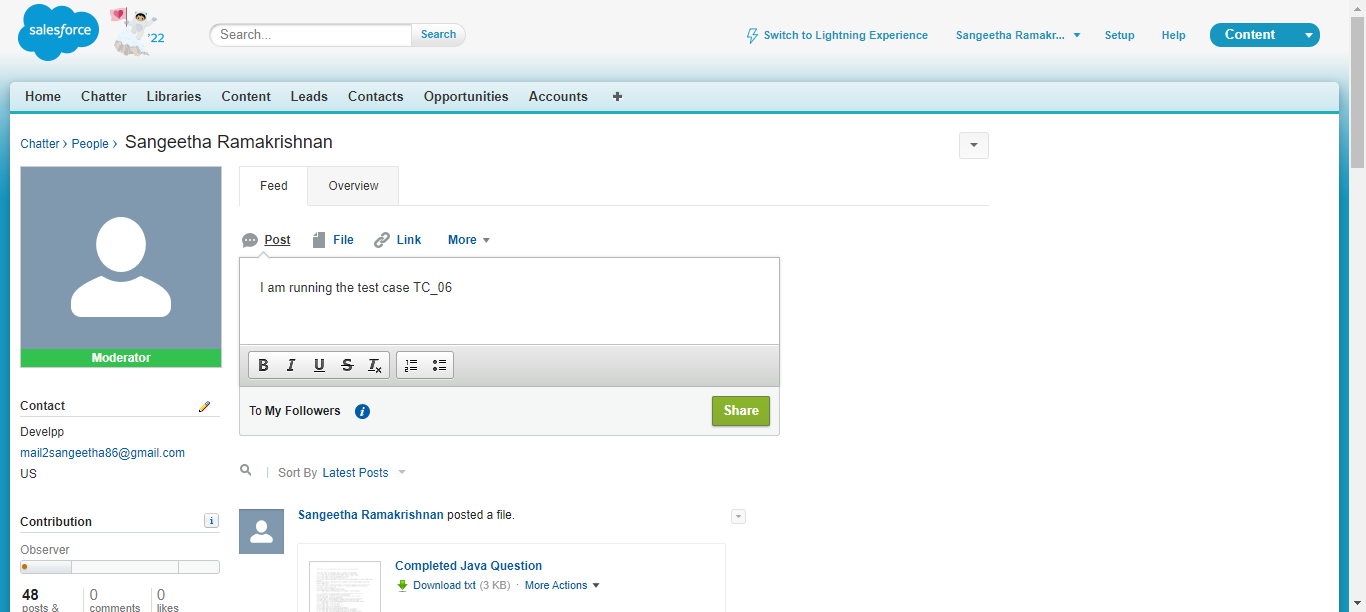 salesforce
'22
Search...
Search
Switch to Lightning Experience
Sangeetha Ramakr...
Setup
Help
Content
Home Chatter Libraries Content Leads Contacts Opportunities Accounts +
Chatter › People › Sangeetha Ramakrishnan
Feed
Overview
Post
File
Link
More
I am running the test case TC_06
B I U S Tx
To My Followers
Share
Moderator
Contact
Develpp
mail2sangeetha86@gmail.com
US
Contribution
Observer
48
posts &
0
comments
0
likes
Sort By Latest Posts
Sangeetha Ramakrishnan posted a file.
Completed Java Question
Download txt (3 KB) · More Actions